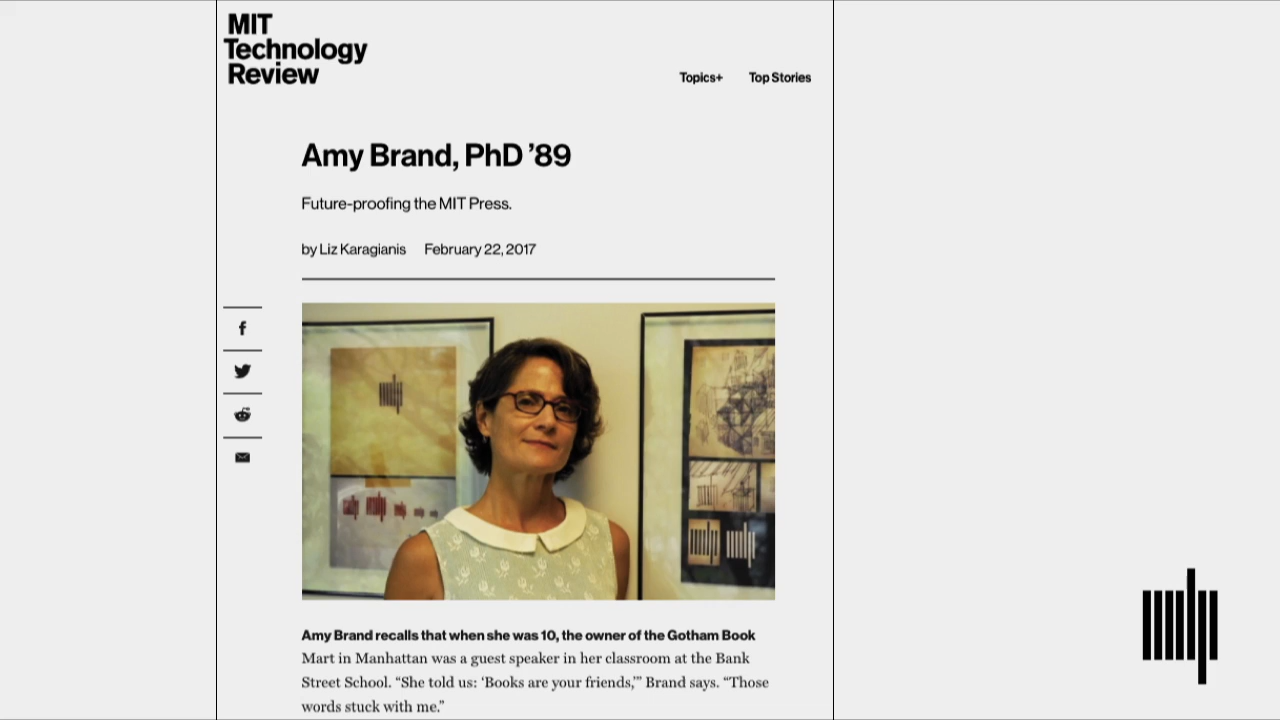 MIT
Technology
Review
Topics+ Top Stories
Amy Brand, PhD ’89
Future-proofing the MIT Press.
by Liz Karagianis February 22, 2017
Amy Brand recalls that when she was 10, the owner of the Gotham Book
Mart in Manhattan was a guest speaker in her classroom at the Bank
Street School. “She told us: ‘Books are your friends,’” Brand says. “Those
words stuck with me.”